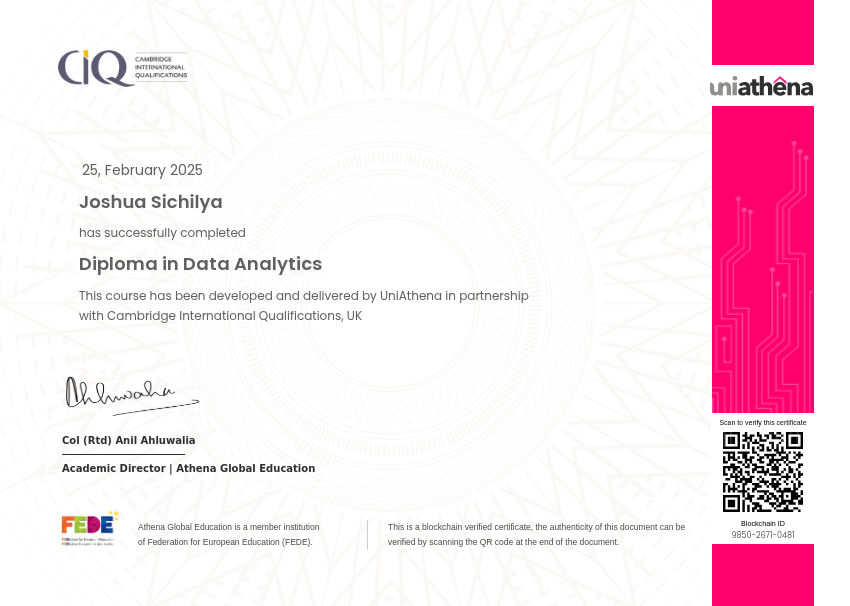 CIQ
CAMBRIDGE
INTERNATIONAL
QUALIFICATIONS
uniathena
25, February 2025
Joshua Sichilya
has successfully completed
Diploma in Data Analytics
This course has been developed and delivered by UniAthena in partnership
with Cambridge International Qualifications, UK
Col (Rtd) Anil Ahluwalia
Academic Director | Athena Global Education
FEDE
Athena Global Education is a member institution
of Federation for European Education (FEDE).
This is a blockchain verified certificate, the authenticity of this document can be
verified by scanning the QR code at the end of the document.
Scan to verify this certificate
Blockchain ID
9850-2671-0481